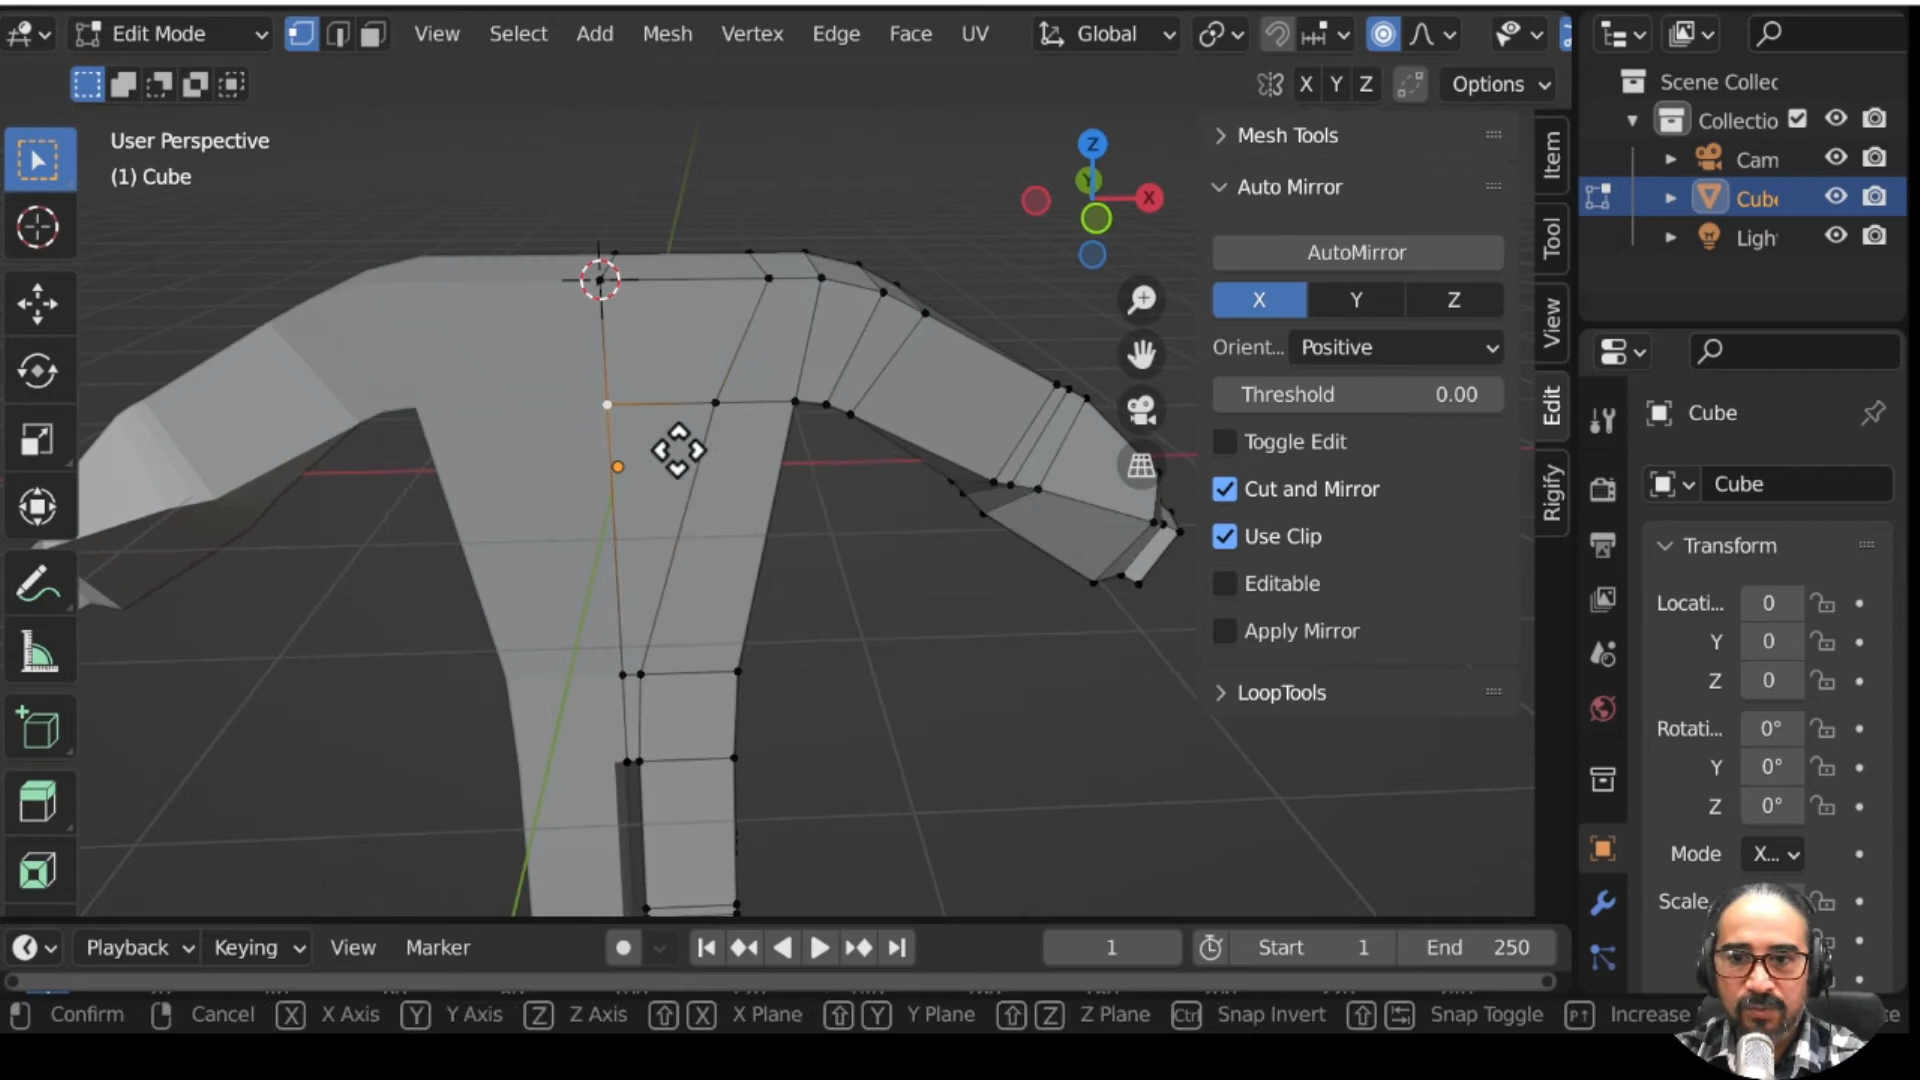 Edit Mode View Select Add Mesh Vertex Edge Face UV Global
X Y Z Options
User Perspective
(1) Cube
Z
Y
X
Mesh Tools
Auto Mirror
AutoMirror
X Y Z
Orient... Positive
Threshold 0.00
Toggle Edit
Cut and Mirror
Use Clip
Editable
Apply Mirror
LoopTools
Item
Tool
View
Edit
Rigify
Scene Collec
Collectio
Cam
Cub
Ligh
Cube
Cube
Transform
Locati... 0
Y 0
Z 0
Rotati... 0°
Y 0°
Z 0°
Mode X...
Scale
Playback Keying View Marker 1 Start 1 End 250
Confirm Cancel X X Axis Y Y Axis Z Z Axis X X Plane Y Y Plane Z Z Plane Ctrl Snap Invert Snap Toggle P↑ Increase